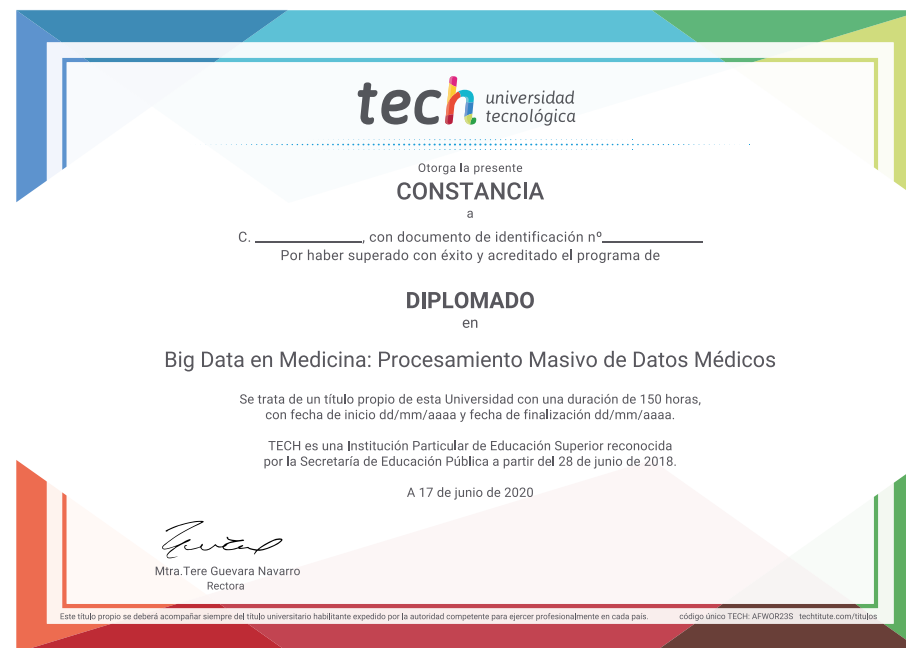 tech universidad
tecnológica
Otorga la presente
CONSTANCIA
a
C. ____________, con documento de identificación nº____________
Por haber superado con éxito y acreditado el programa de
DIPLOMADO
en
Big Data en Medicina: Procesamiento Masivo de Datos Médicos
Se trata de un título propio de esta Universidad con una duración de 150 horas,
con fecha de inicio dd/mm/aaaa y fecha de finalización dd/mm/aaaa.
TECH es una Institución Particular de Educación Superior reconocida
por la Secretaría de Educación Pública a partir del 28 de junio de 2018.
A 17 de junio de 2020
Mtra.Tere Guevara Navarro
Rectora
Este título propio se deberá acompañar siempre del título universitario habilitante expedido por la autoridad competente para ejercer profesionalmente en cada país. código único TECH: AFWOR23S techtitute.com/titulos